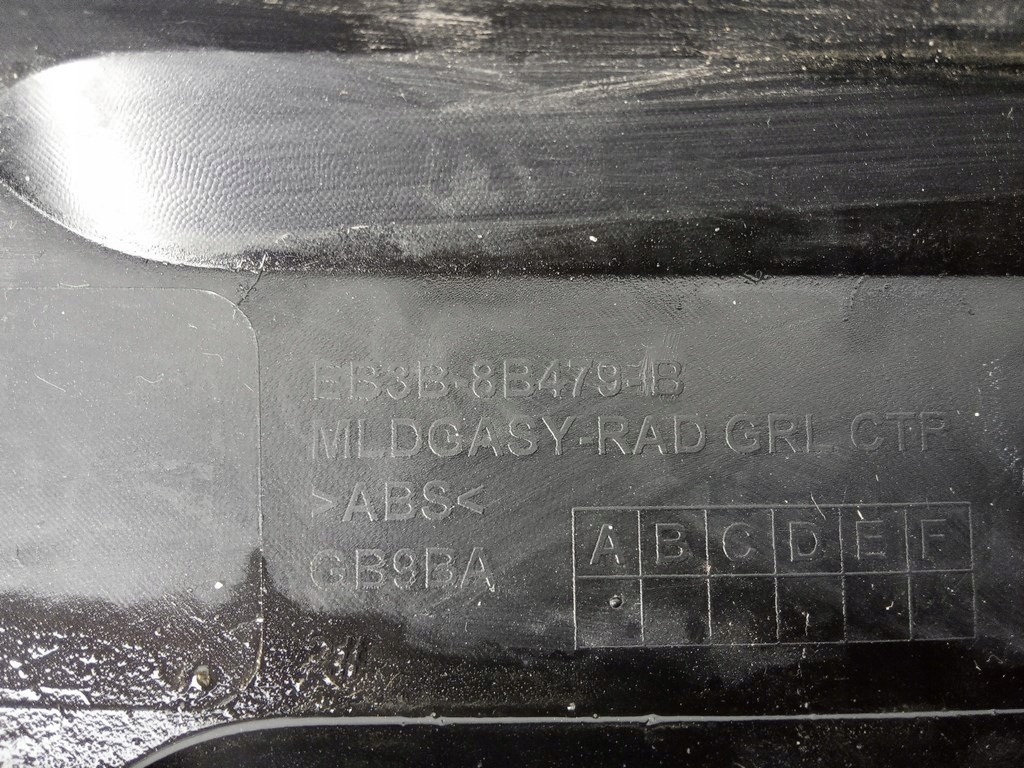 EB3B-8B479-B
MLDGASY-RAD GRL CTR
>ABS<
GB9BA
A B C D E F